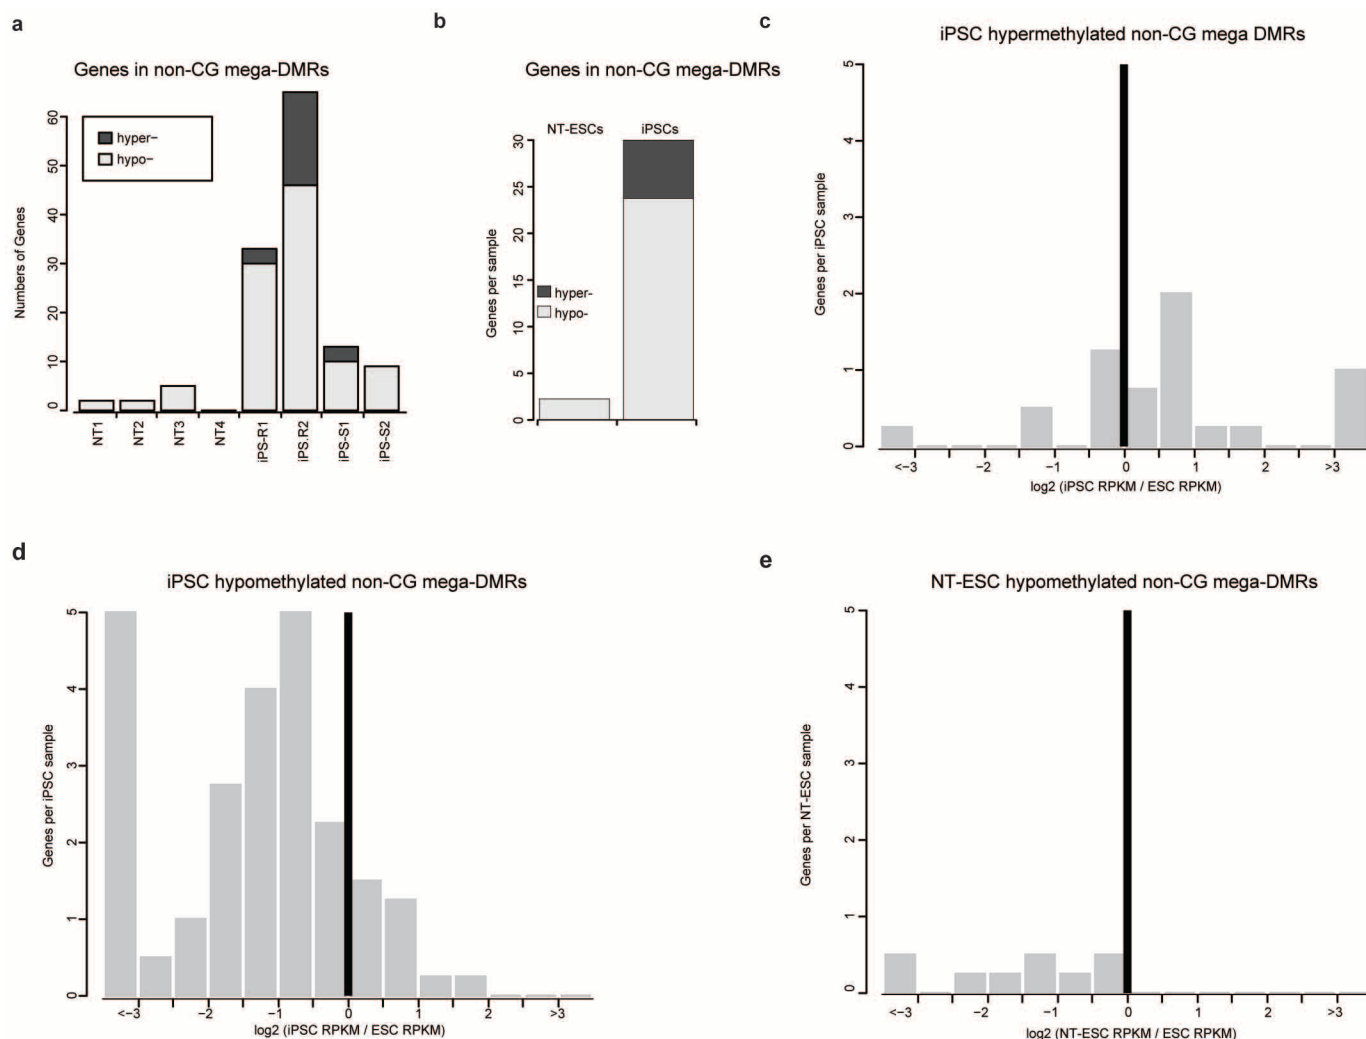 a
Genes in non-CG mega-DMRs
hyper-
hypo-
Numbers of Genes
0
10
20
30
40
50
60
NT1
NT2
NT3
NT4
iPS-R1
iPS.R2
iPS-S1
iPS-S2
b
Genes in non-CG mega-DMRs
NT-ESCs
iPSCs
hyper-
hypo-
Genes per sample
0
5
10
15
20
30
25
30
c
iPSC hypermethylated non-CG mega DMRs
Genes per iPSC sample
0
1
2
3
4
5
<-3
-2
-1
0
1
2
>3
log2 (iPSC RPKM / ESC RPKM)
d
iPSC hypomethylated non-CG mega-DMRs
Genes per iPSC sample
0
1
2
3
4
5
<-3
-2
-1
0
1
2
>3
log2 (iPSC RPKM / ESC RPKM)
e
NT-ESC hypomethylated non-CG mega-DMRs
Genes per NT-ESC sample
0
1
2
3
4
5
<-3
-2
-1
0
1
2
>3
log2 (NT-ESC RPKM / ESC RPKM)